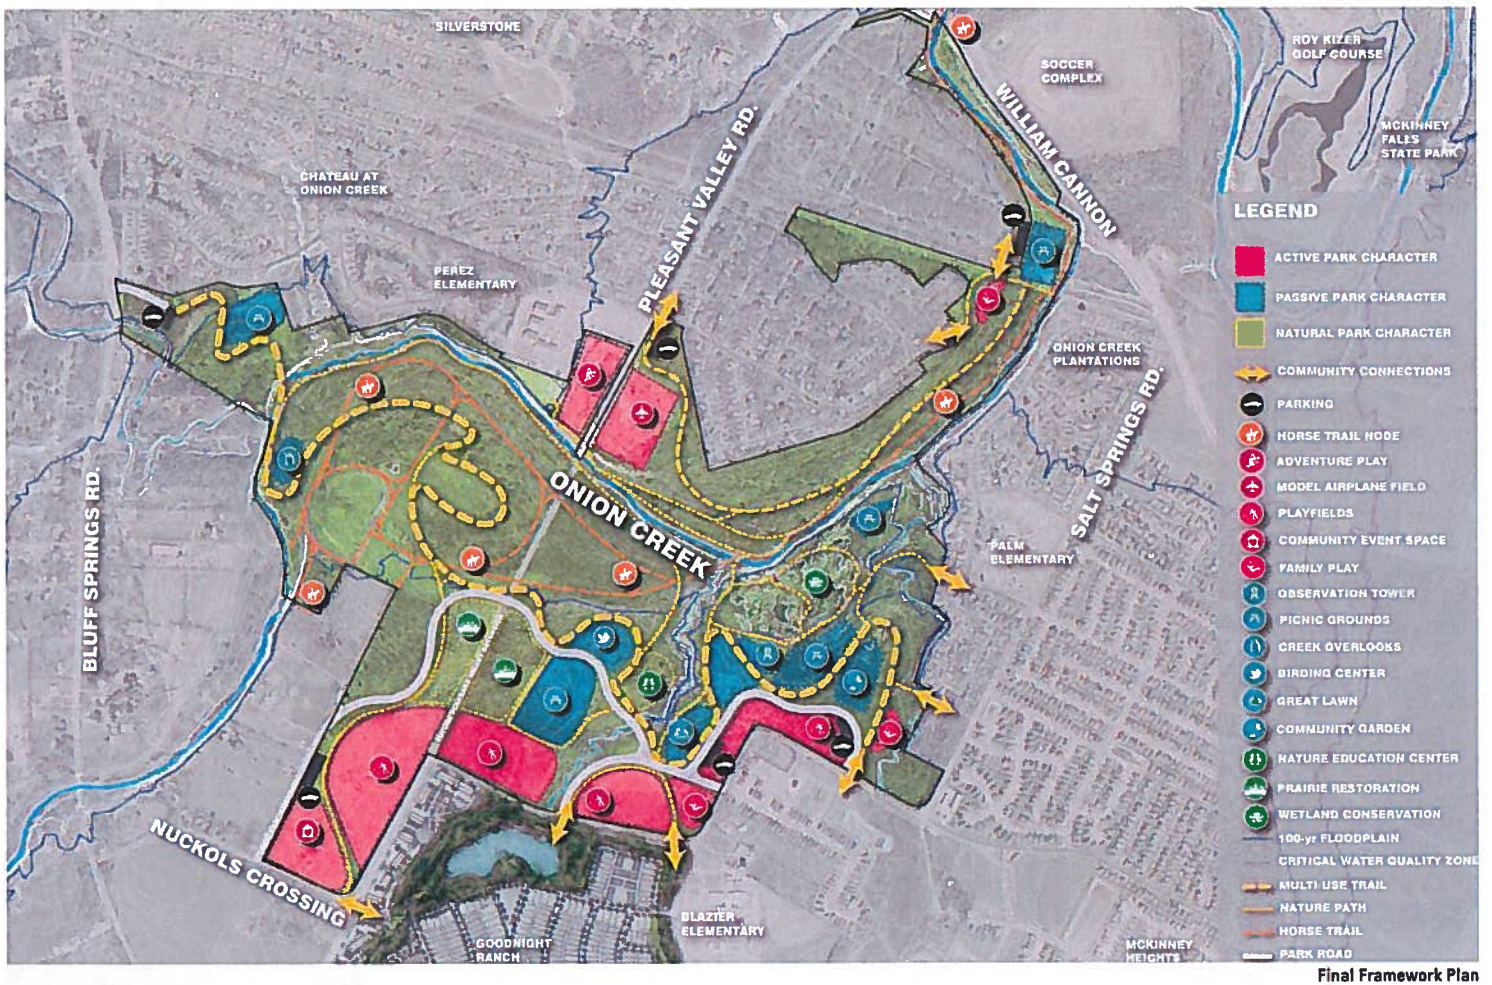 SILVERSTONE
SOCCER
COMPLEX
ROY KIZER
GOLF COURSE
MCKINNEY
FALLS
STATE PARK
WILLIAM CANNON
PLEASANT VALLEY RD.
CHATEAU AT
ONION CREEK
PEREZ
ELEMENTARY
ONION CREEK
PLANTATIONS
SALT SPRINGS RD.
BLUFF SPRINGS RD.
ONION CREEK
PALM
ELEMENTARY
NUCKOLS CROSSING
GOODNIGHT
RANCH
BLAZIER
ELEMENTARY
MCKINNEY
HEIGHTS
LEGEND
ACTIVE PARK CHARACTER
PASSIVE PARK CHARACTER
NATURAL PARK CHARACTER
COMMUNITY CONNECTIONS
PARKING
HORSE TRAIL NODE
ADVENTURE PLAY
MODEL AIRPLANE FIELD
PLAYFIELDS
COMMUNITY EVENT SPACE
FAMILY PLAY
OBSERVATION TOWER
PICNIC GROUNDS
CREEK OVERLOOKS
BIRDING CENTER
GREAT LAWN
COMMUNITY GARDEN
NATURE EDUCATION CENTER
PRAIRIE RESTORATION
WETLAND CONSERVATION
100-yr FLOODPLAIN
CRITICAL WATER QUALITY ZONE
MULTI USE TRAIL
NATURE PATH
HORSE TRAIL
PARK ROAD
Final Framework Plan